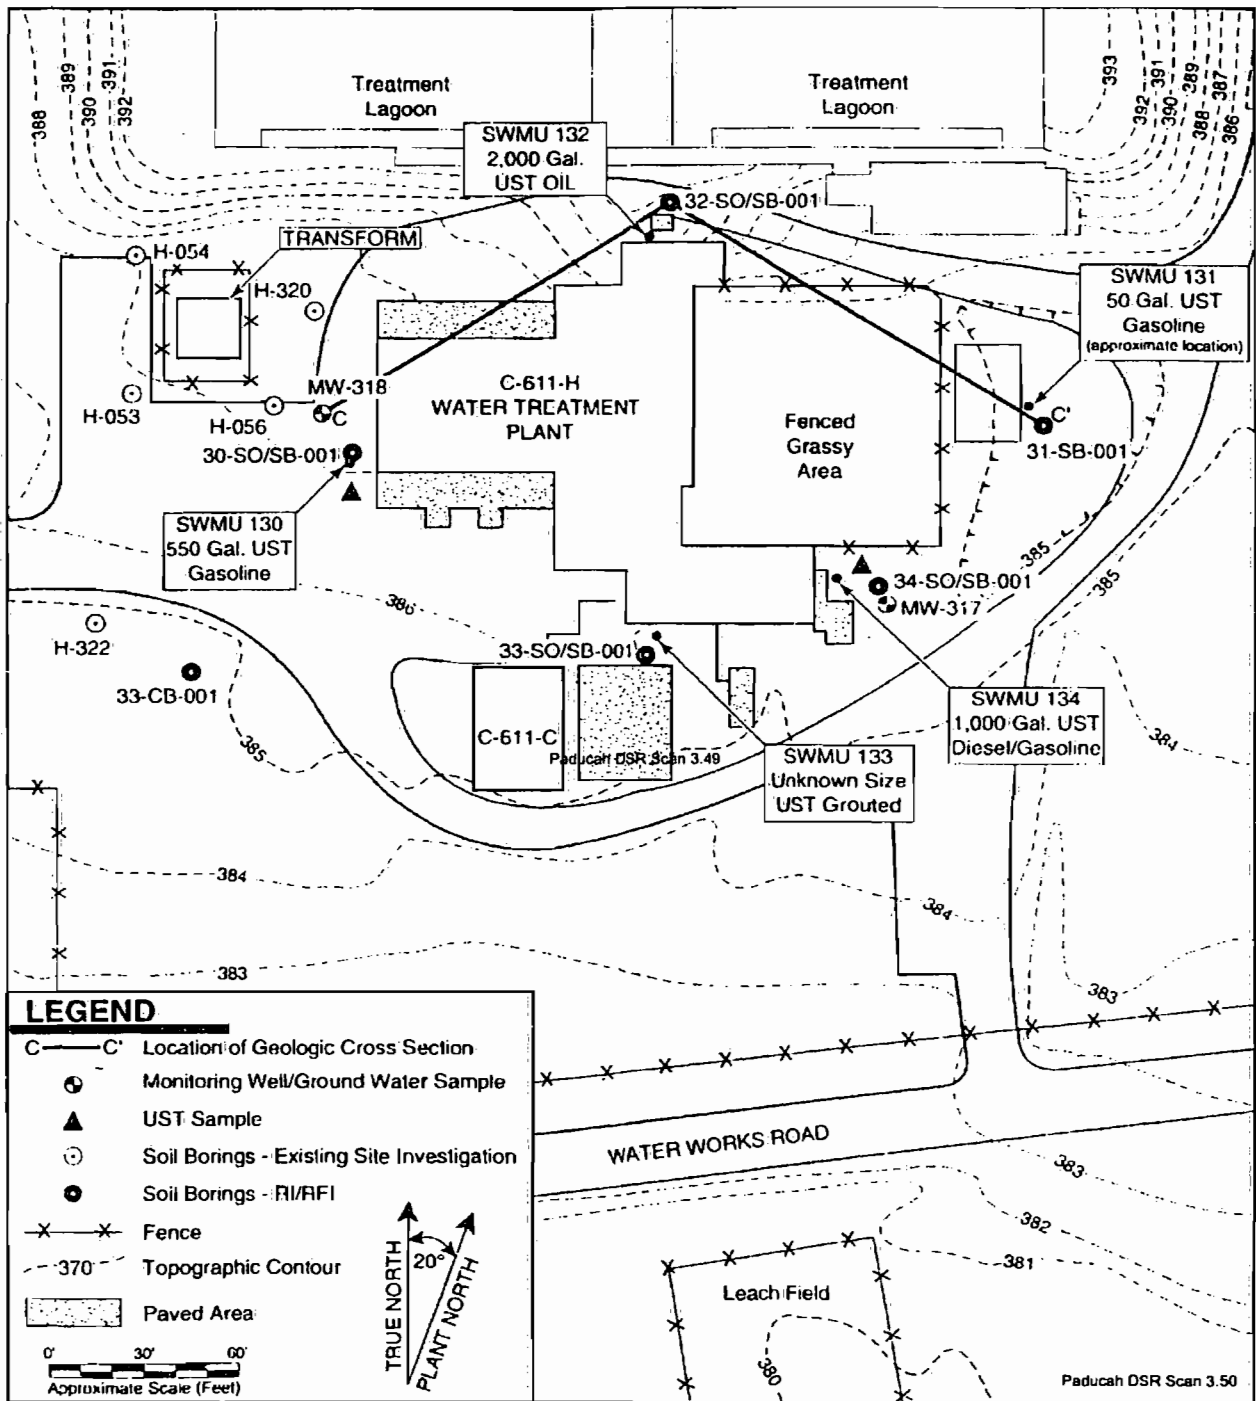 Treatment
Lagoon
Treatment
Lagoon
388
389
390
391
392
393
392
391
390
389
388
387
386
SWMU 132
2,000 Gal.
UST OIL
32-SO/SB-001
TRANSFORM
H-054
H-320
SWMU 131
50 Gal. UST
Gasoline
(approximate location)
MW-318
C
C-611-H
WATER TREATMENT
PLANT
Fenced
Grassy
Area
C'
31-SB-001
H-053
H-056
30-SO/SB-001
SWMU 130
550 Gal. UST
Gasoline
385
385
34-SO/SB-001
MW-317
386
H-322
33-SO/SB-001
33-CB-001
385
C-611-C
Paducah DSR Scan 3.49
SWMU 133
Unknown Size
UST Grouted
SWMU 134
1,000 Gal. UST
Diesel/Gasoline
384
384
384
383
383
LEGEND
C C' Location of Geologic Cross Section
Monitoring Well/Ground Water Sample
UST Sample
Soil Borings - Existing Site Investigation
Soil Borings - RI/RFI
Fence
370 Topographic Contour
Paved Area
0' 30' 60'
Approximate Scale (Feet)
TRUE NORTH
20°
PLANT NORTH
WATER WORKS ROAD
383
382
381
Leach Field
380
Paducah DSR Scan 3.50